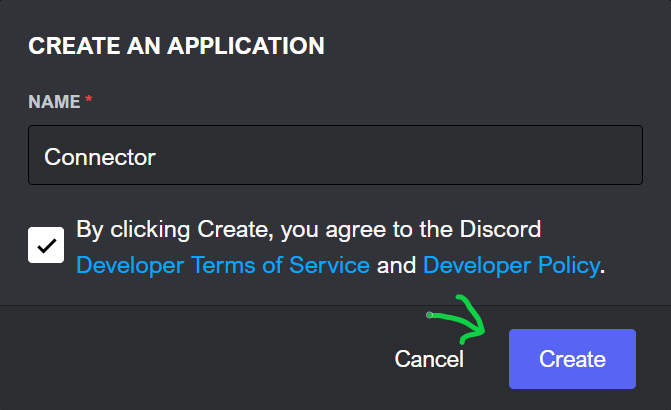 CREATE AN APPLICATION
NAME *
Connector
By clicking Create, you agree to the Discord
Developer Terms of Service and Developer Policy.
Cancel
Create